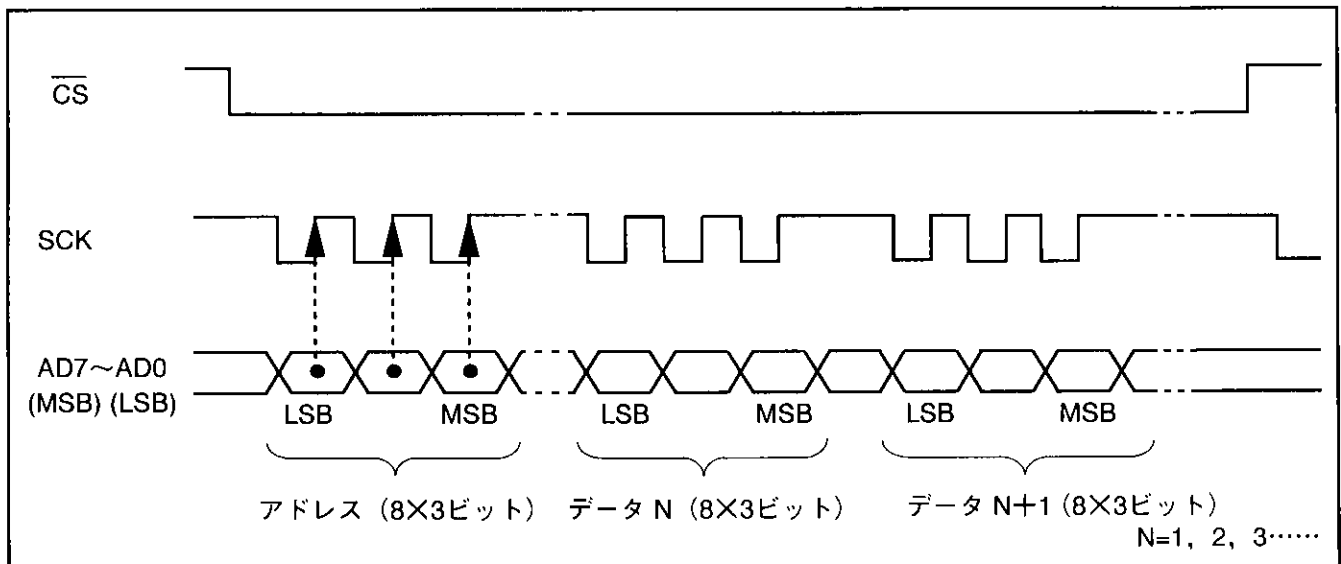 CS
SCK
AD7～AD0
(MSB) (LSB)
LSB MSB LSB MSB LSB MSB
アドレス（8×3ビット） データ N（8×3ビット） データ N+1（8×3ビット）
N=1，2，3……